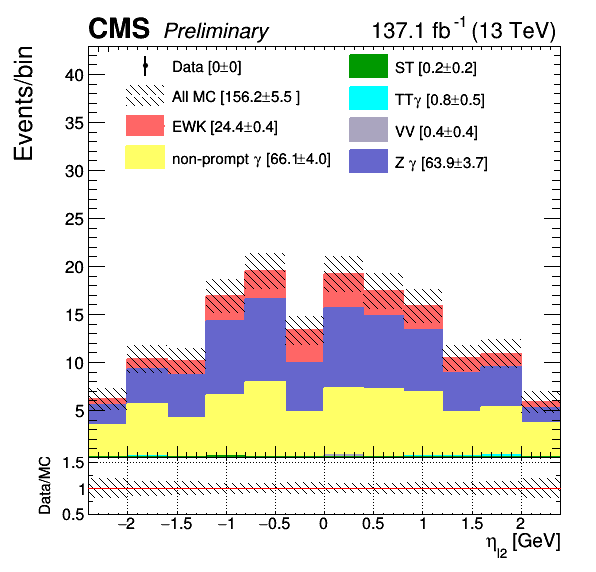 CMS Preliminary 137.1 fb⁻¹ (13 TeV)
Events/bin
Data [0±0]
All MC [156.2±5.5 ]
EWK [24.4±0.4]
non-prompt γ [66.1±4.0]
ST [0.2±0.2]
TTγ [0.8±0.5]
VV [0.4±0.4]
Z γ [63.9±3.7]
40
35
30
25
20
15
10
5
Data/MC
1.5
1
0.5
−2 −1.5 −1 −0.5 0 0.5 1 1.5 2
η_l2 [GeV]